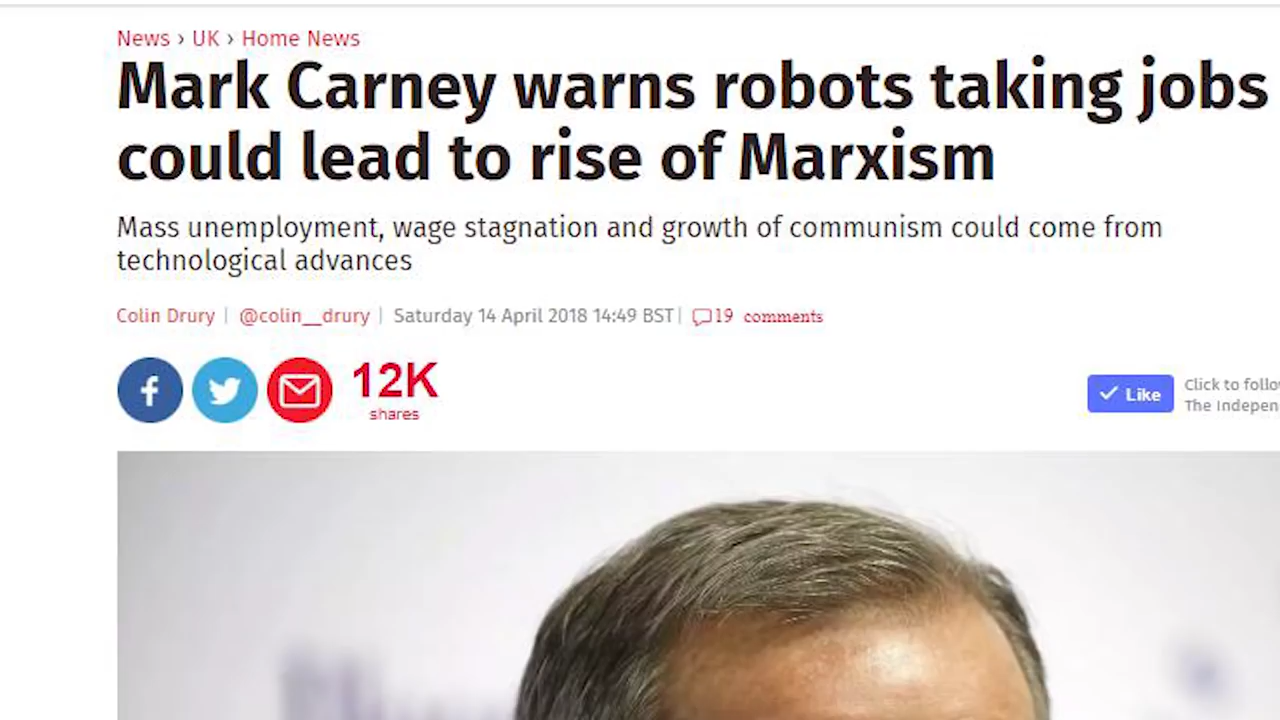 News › UK › Home News
Mark Carney warns robots taking jobs
could lead to rise of Marxism
Mass unemployment, wage stagnation and growth of communism could come from
technological advances
Colin Drury | @colin__drury | Saturday 14 April 2018 14:49 BST | 19 comments
12K
shares
Like
Click to follo
The Indepen